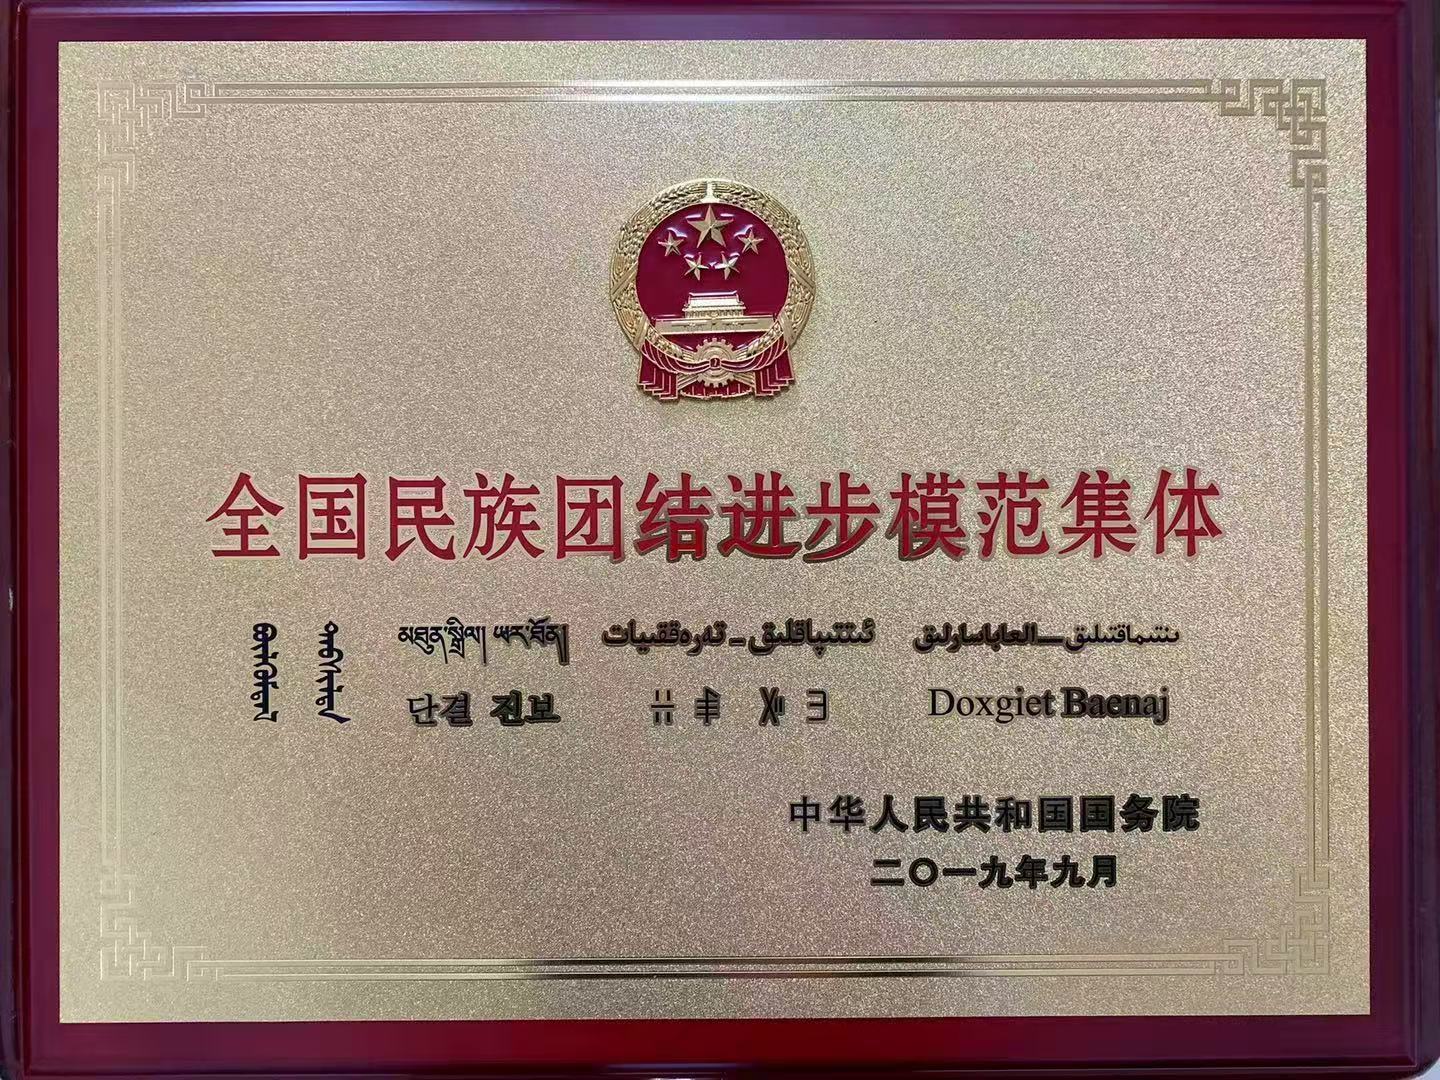 全国民族团结进步模范集体
མཐུན་སྒྲིལ། ཡར་ཐོན། ئىتتىپاقلىق-تەرەققىيات ىنتىماقتىلىق-العاباسارلىق
단결 진보 Doxgiet Baenaj
中华人民共和国国务院
二〇一九年九月